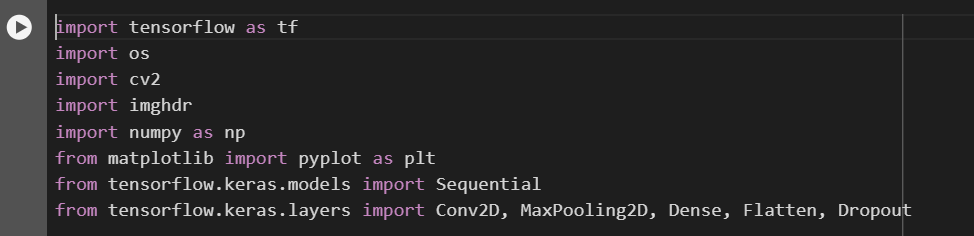 import tensorflow as tf
import os
import cv2
import imghdr
import numpy as np
from matplotlib import pyplot as plt
from tensorflow.keras.models import Sequential
from tensorflow.keras.layers import Conv2D, MaxPooling2D, Dense, Flatten, Dropout